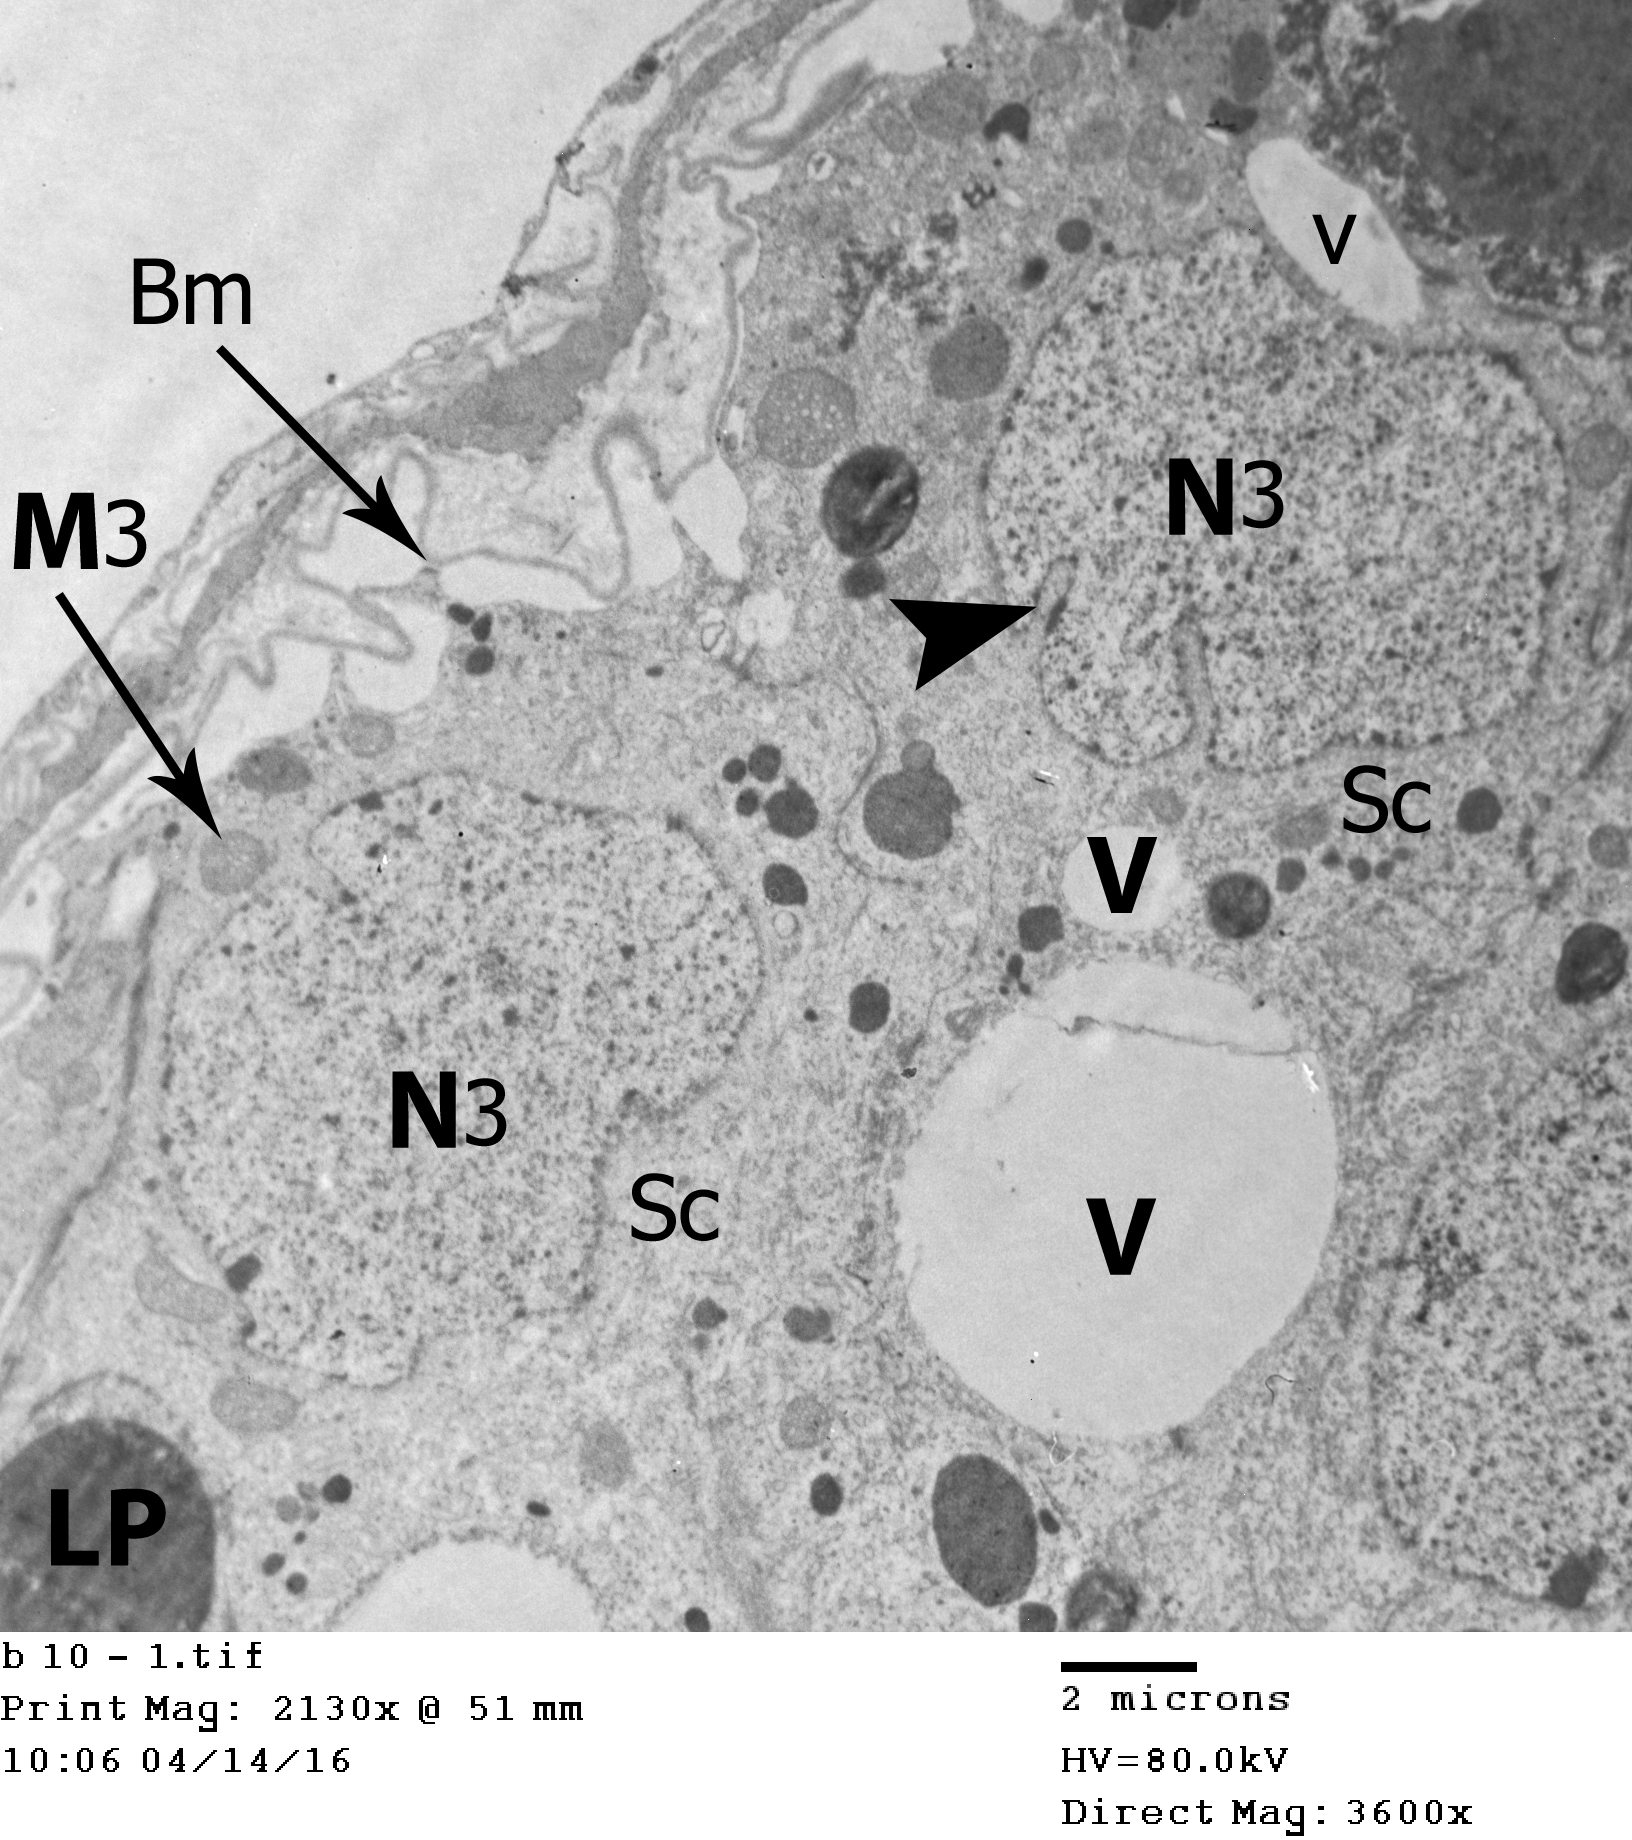 v
Bm
N3
M3
Sc
V
N3
Sc
V
LP
b 10 - 1.tif
Print Mag: 2130x @ 51 mm
10:06 04/14/16
2 microns
HV=80.0kV
Direct Mag: 3600x